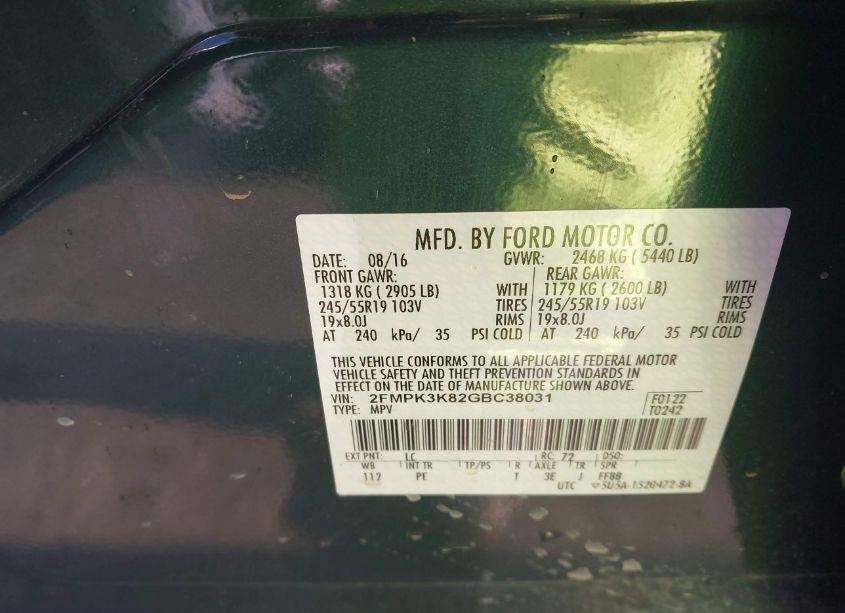 MFD. BY FORD MOTOR CO.
DATE: 08/16 GVWR: 2468 KG ( 5440 LB)
FRONT GAWR: REAR GAWR:
1318 KG ( 2905 LB) WITH 1179 KG ( 2600 LB) WITH
245/55R19 103V TIRES 245/55R19 103V TIRES
19x8.0J RIMS 19x8.0J RIMS
AT 240 kPa/ 35 PSI COLD AT 240 kPa/ 35 PSI COLD
THIS VEHICLE CONFORMS TO ALL APPLICABLE FEDERAL MOTOR
VEHICLE SAFETY AND THEFT PREVENTION STANDARDS IN
EFFECT ON THE DATE OF MANUFACTURE SHOWN ABOVE.
VIN: 2FMPK3K82GBC38031 F0122
TYPE: MPV T0242
EXT PNT: LC RC: 72 DSO:
WB INT TR TP/PS R AXLE TR SPR
112 PE T 3E J FF88
UTC 5U5A-1520472-BA